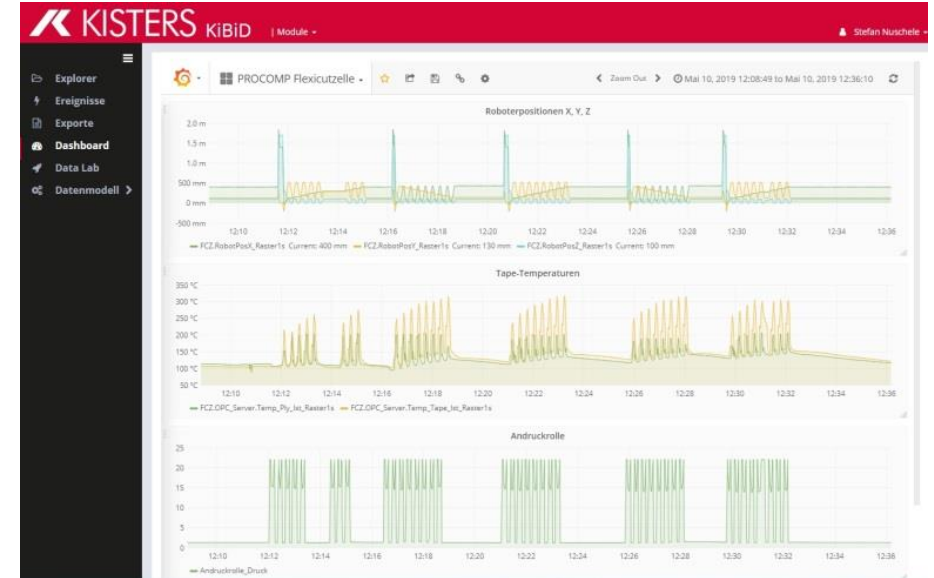 KISTERS KiBiD | Module
Stefan Nuschele
Explorer
Ereignisse
Exporte
Dashboard
Data Lab
Datenmodell
PROCOMP Flexicutzelle
Zoom Out
Mai 10, 2019 12:08:49 to Mai 10, 2019 12:36:10
Roboterpositionen X, Y, Z
2.0 m
1.5 m
1.0 m
500 mm
0 mm
-500 mm
12:10 12:12 12:14 12:16 12:18 12:20 12:22 12:24 12:26 12:28 12:30 12:32 12:34 12:36
FCZ.RobotPosX_Raster1s Current: 400 mm FCZ.RobotPosY_Raster1s Current: 130 mm FCZ.RobotPosZ_Raster1s Current: 100 mm
Tape-Temperaturen
350 °C
300 °C
250 °C
200 °C
150 °C
100 °C
50 °C
12:10 12:12 12:14 12:16 12:18 12:20 12:22 12:24 12:26 12:28 12:30 12:32 12:34 12:36
FCZ.OPC_Server.Temp_Ply_Ist_Raster1s FCZ.OPC_Server.Temp_Tape_Ist_Raster1s
Andruckrolle
25
20
15
10
5
0
12:10 12:12 12:14 12:16 12:18 12:20 12:22 12:24 12:26 12:28 12:30 12:32 12:34 12:36
Andruckrolle_Druck